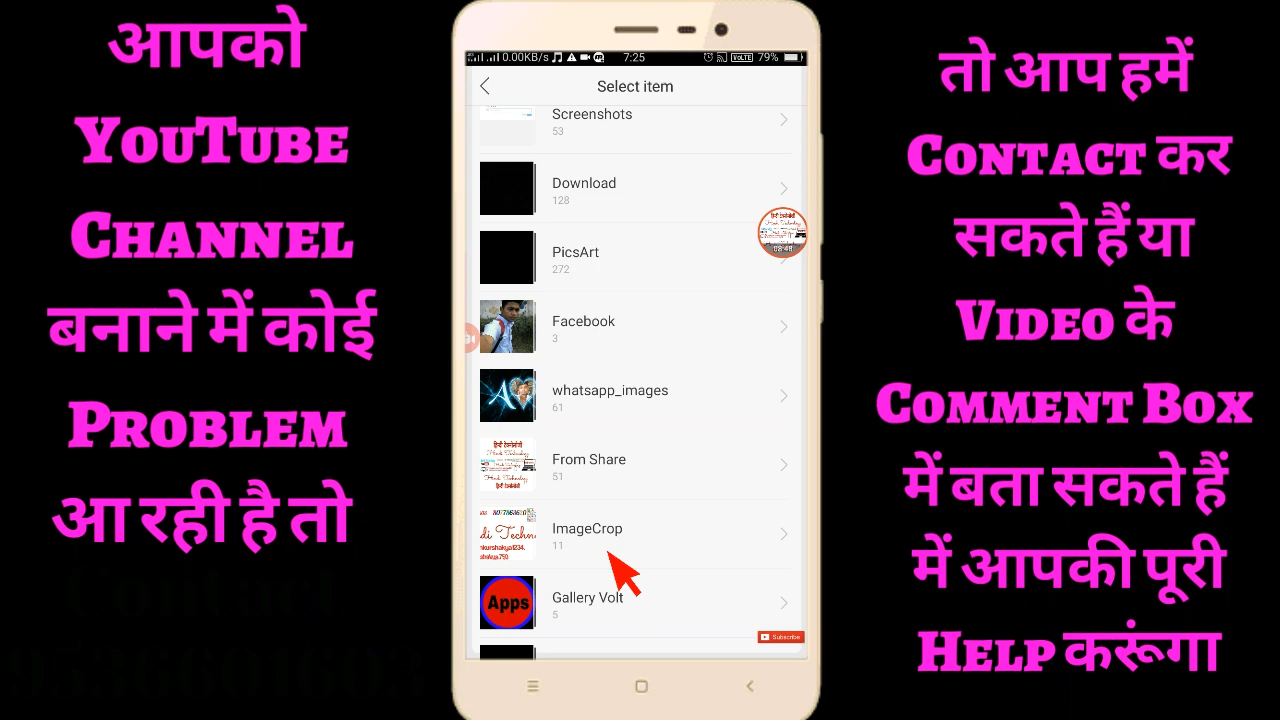 आपको
YouTube
Channel
बनाने में कोई
Problem
आ रही है तो
0.00KB/s
7:25
VOLTE
79%
Select item
Screenshots
53
Download
128
PicsArt
272
08:48
Facebook
3
whatsapp_images
61
From Share
51
ImageCrop
11
Apps
Gallery Volt
5
Subscribe
तो आप हमें
Contact कर
सकते हैं या
Video के
Comment Box
में बता सकते हैं
में आपकी पूरी
Help करूंगा